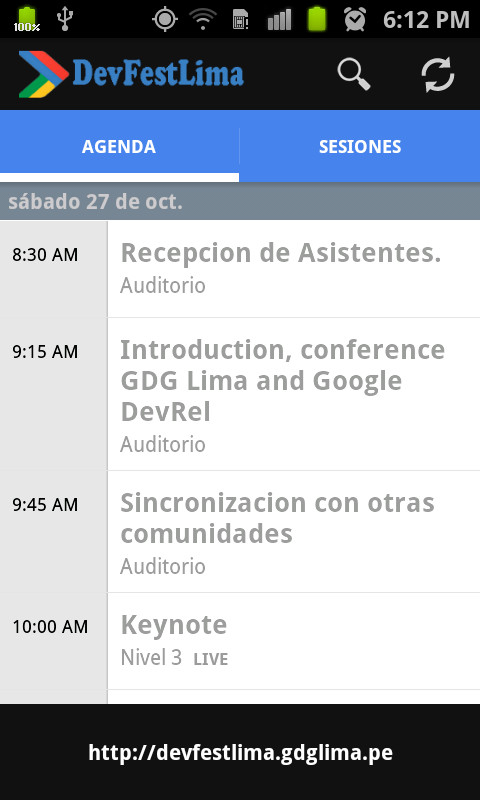 100%
6:12 PM
DevFestLima
AGENDA
SESIONES
sábado 27 de oct.
8:30 AM
Recepcion de Asistentes.
Auditorio
9:15 AM
Introduction, conference
GDG Lima and Google
DevRel
Auditorio
9:45 AM
Sincronizacion con otras
comunidades
Auditorio
10:00 AM
Keynote
Nivel 3 LIVE
http://devfestlima.gdglima.pe